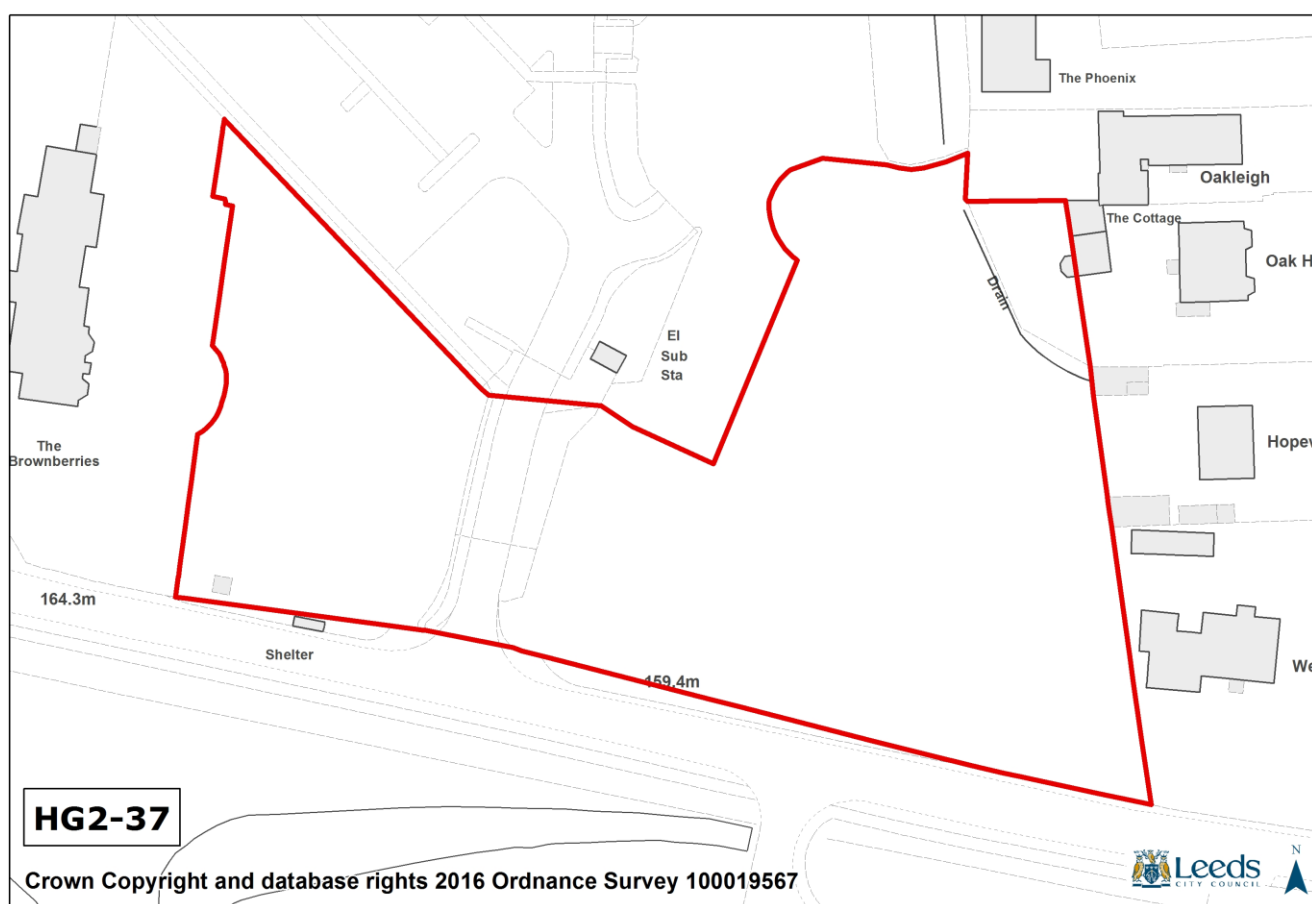 The Phoenix
Oakleigh
The Cottage
Oak H
Drain
El
Sub
Sta
Hopev
The
Brownberries
164.3m
Shelter
159.4m
We
HG2-37
Crown Copyright and database rights 2016 Ordnance Survey 100019567
Leeds
CITY COUNCIL
N